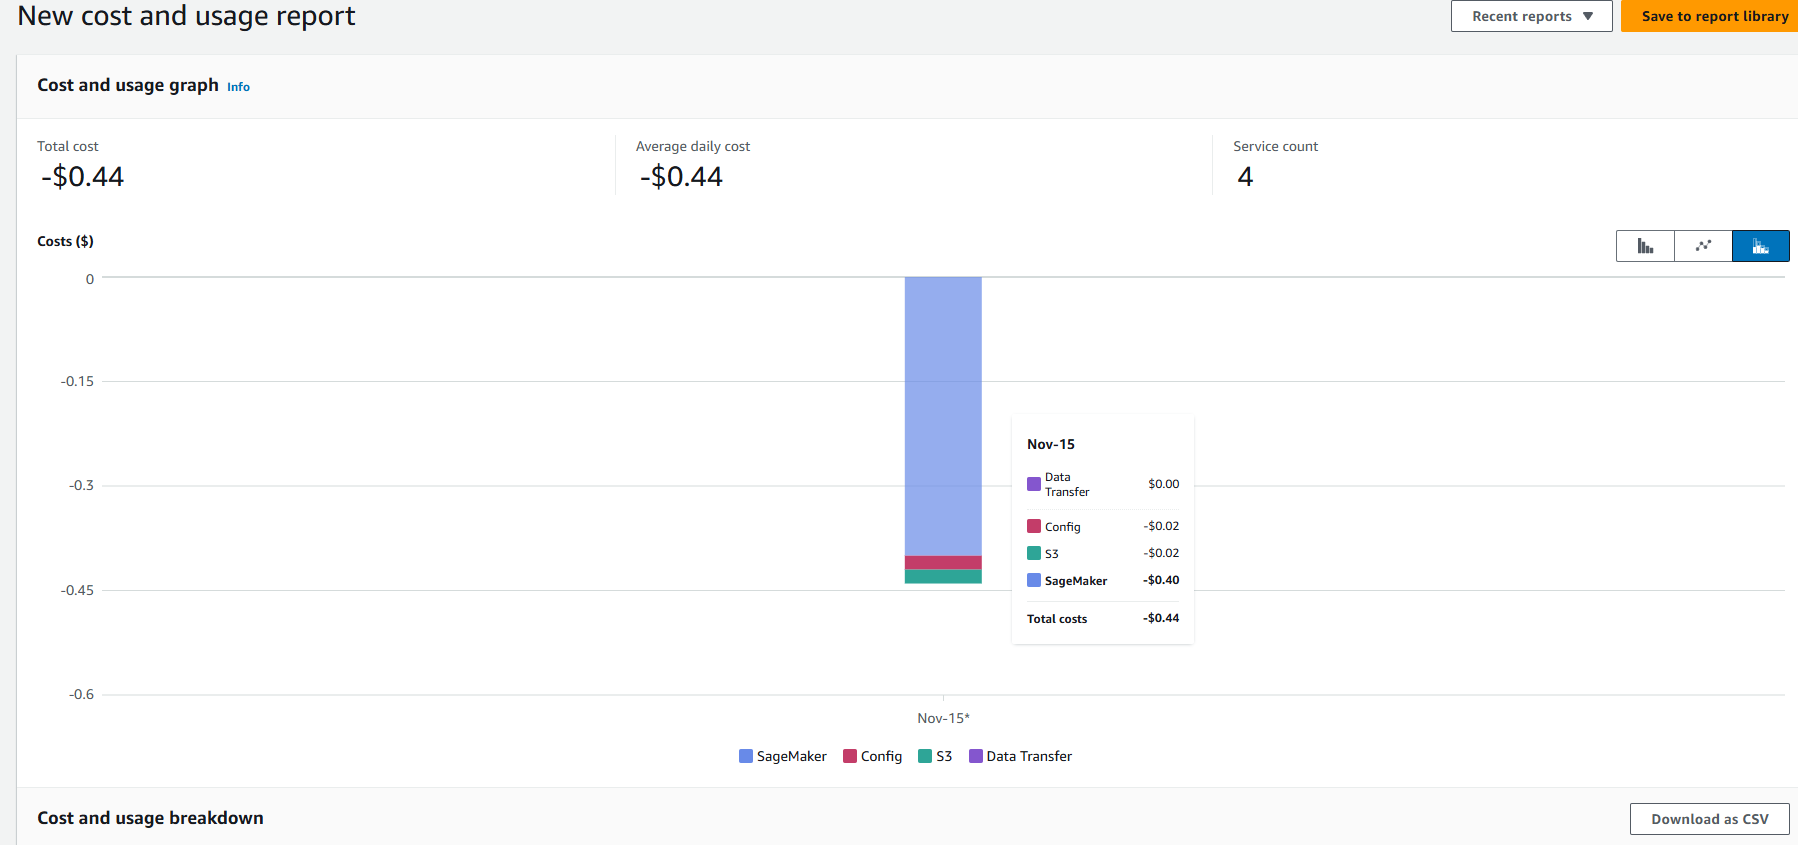 New cost and usage report
Recent reports ▼
Save to report library
Cost and usage graph Info
Total cost
-$0.44
Average daily cost
-$0.44
Service count
4
Costs ($)
0
-0.15
-0.3
-0.45
-0.6
Nov-15
Data
Transfer $0.00
Config -$0.02
S3 -$0.02
SageMaker -$0.40
Total costs -$0.44
Nov-15*
SageMaker Config S3 Data Transfer
Cost and usage breakdown
Download as CSV